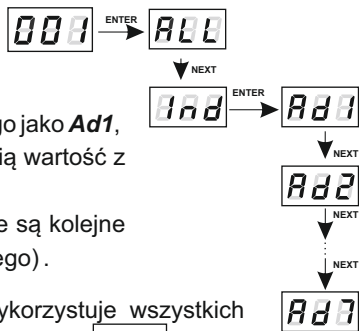 001 ENTER ALL
NEXT
Ind ENTER Ad1
go jako Ad1,
NEXT
ią wartość z
Ad2
e są kolejne
NEXT
ego).
NEXT
ykorzystuje wszystkich
Ad7